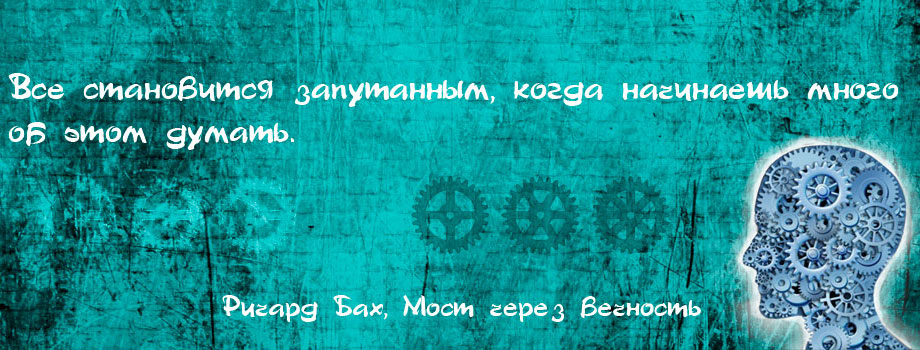 Все становится запутанным, когда начинаешь много
об этом думать.
Ричард Бах, Мост через вечность